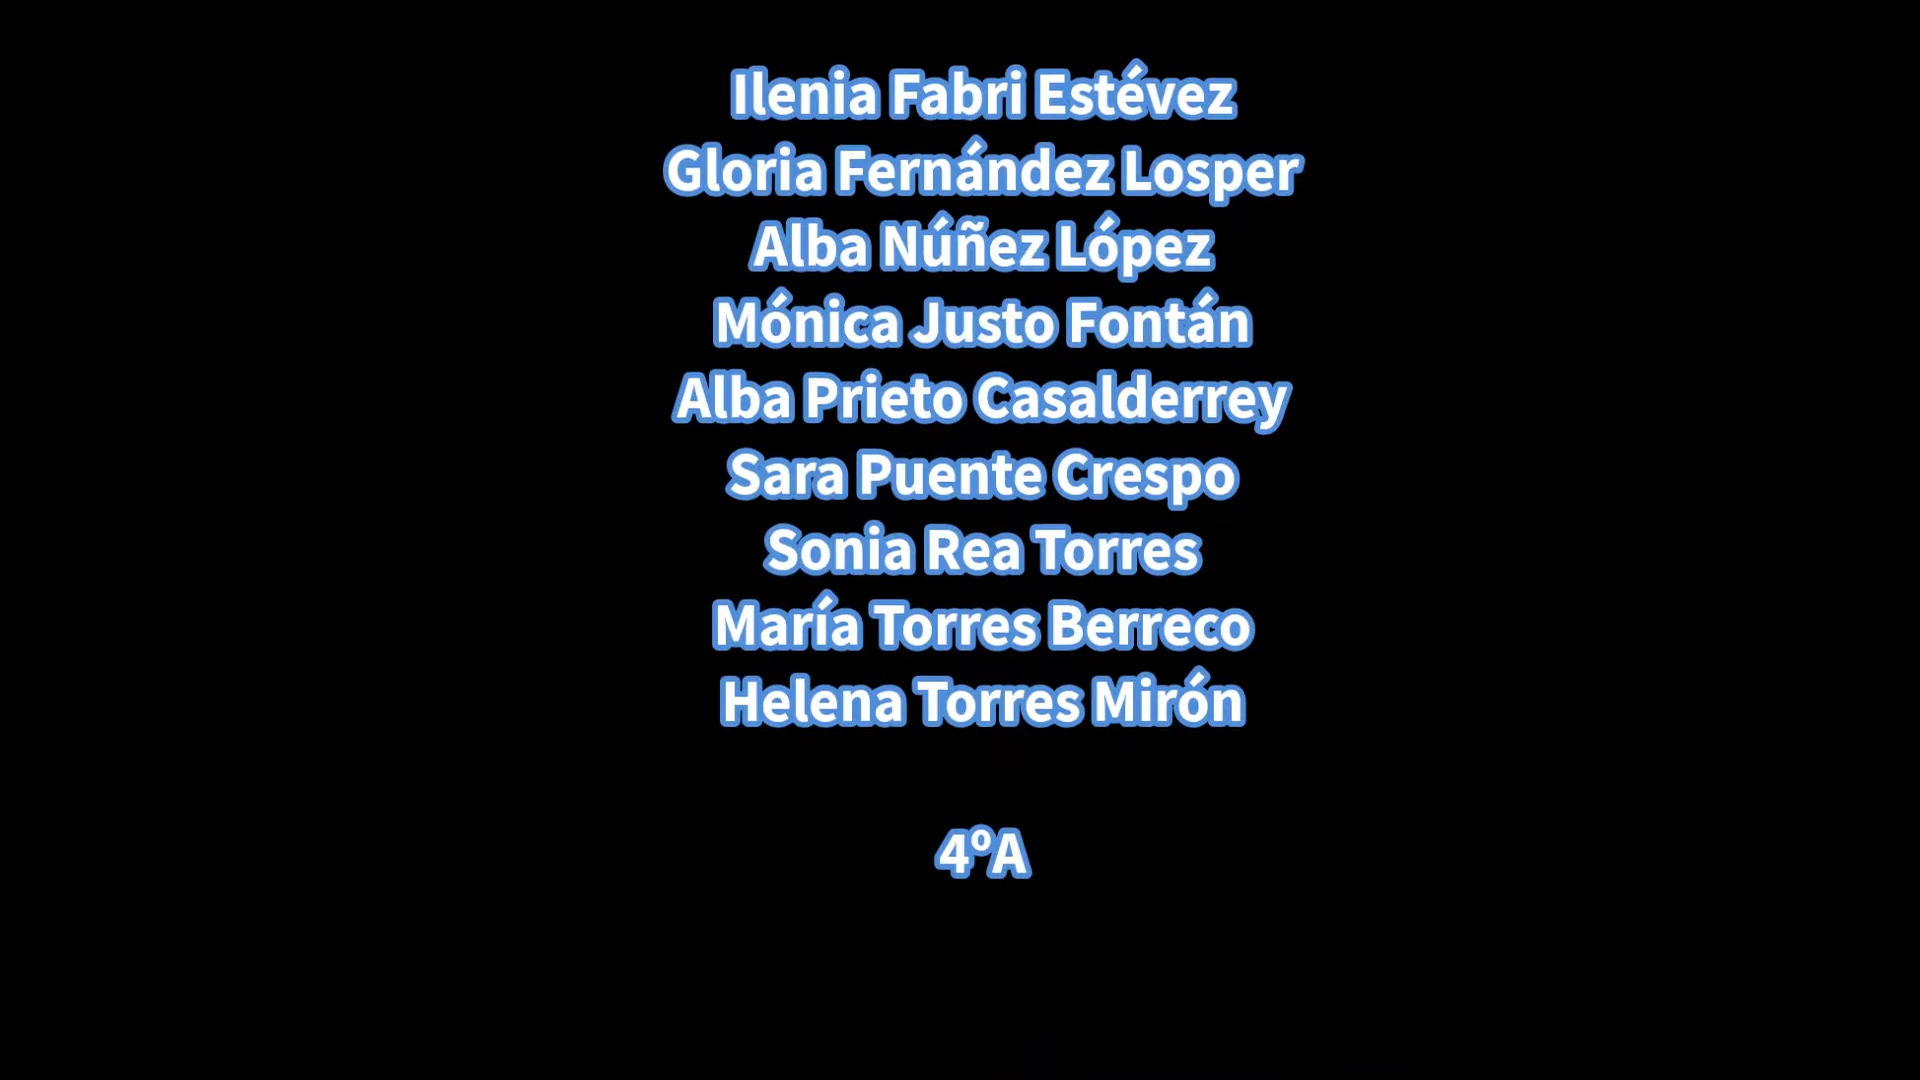 Ilenia Fabri Estévez
Gloria Fernández Losper
Alba Núñez López
Mónica Justo Fontán
Alba Prieto Casalderrey
Sara Puente Crespo
Sonia Rea Torres
María Torres Berreco
Helena Torres Mirón
4ºA